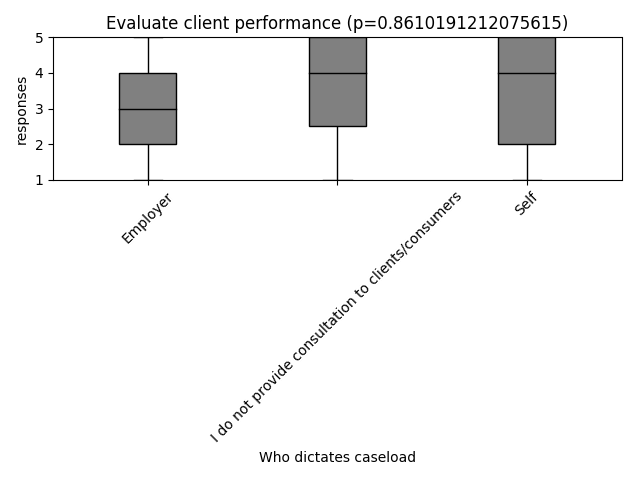 Evaluate client performance (p=0.8610191212075615)
5
4
3
2
1
responses
Employer
I do not provide consultation to clients/consumers
Self
Who dictates caseload